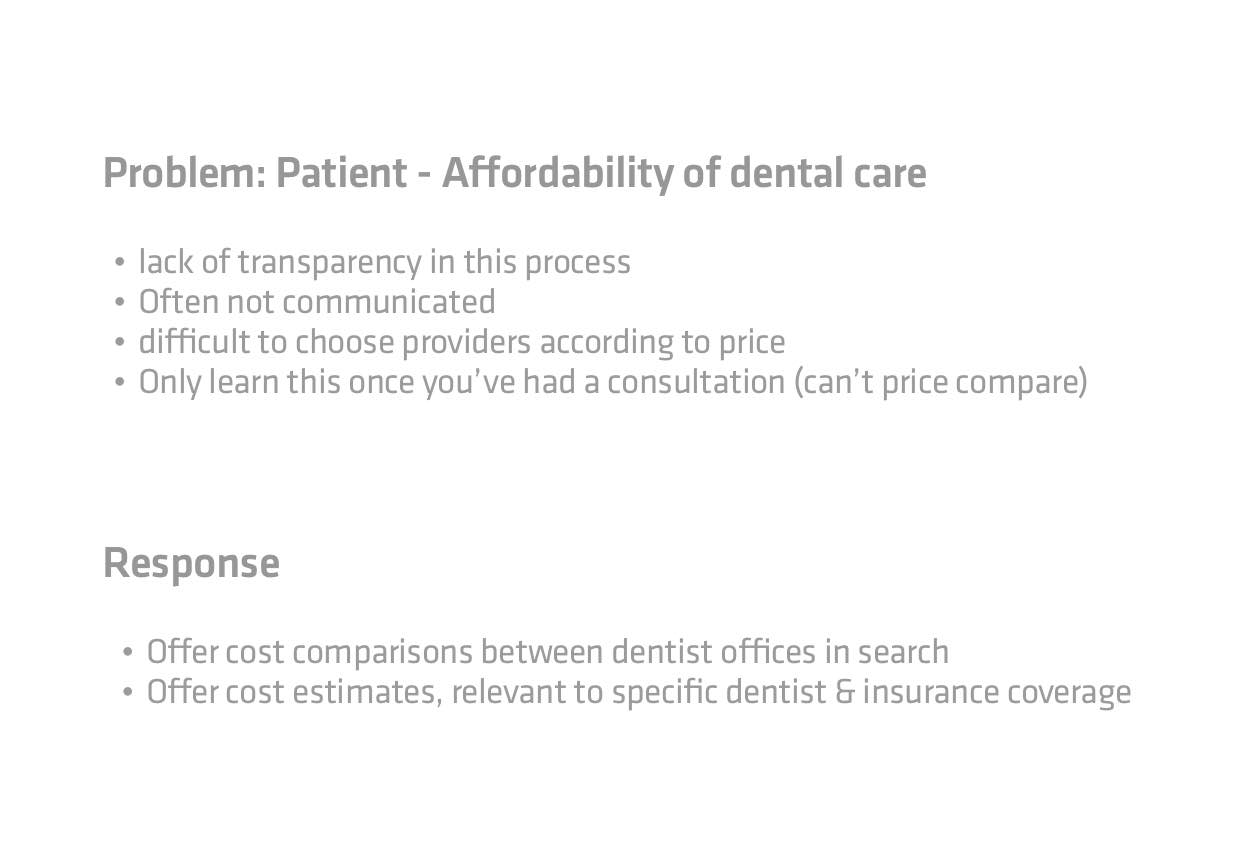 Problem: Patient - Affordability of dental care
• lack of transparency in this process
• Often not communicated
• difficult to choose providers according to price
• Only learn this once you’ve had a consultation (can’t price compare)
Response
• Offer cost comparisons between dentist offices in search
• Offer cost estimates, relevant to specific dentist & insurance coverage